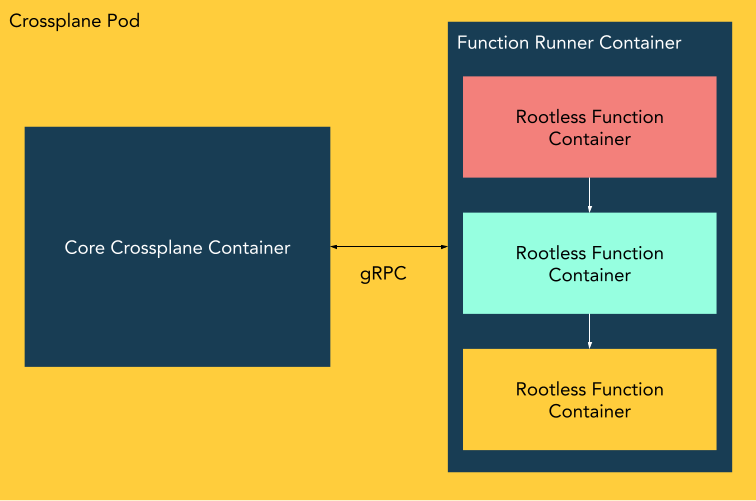 Crossplane Pod
Function Runner Container
Rootless Function
Container
Core Crossplane Container
gRPC
Rootless Function
Container
Rootless Function
Container